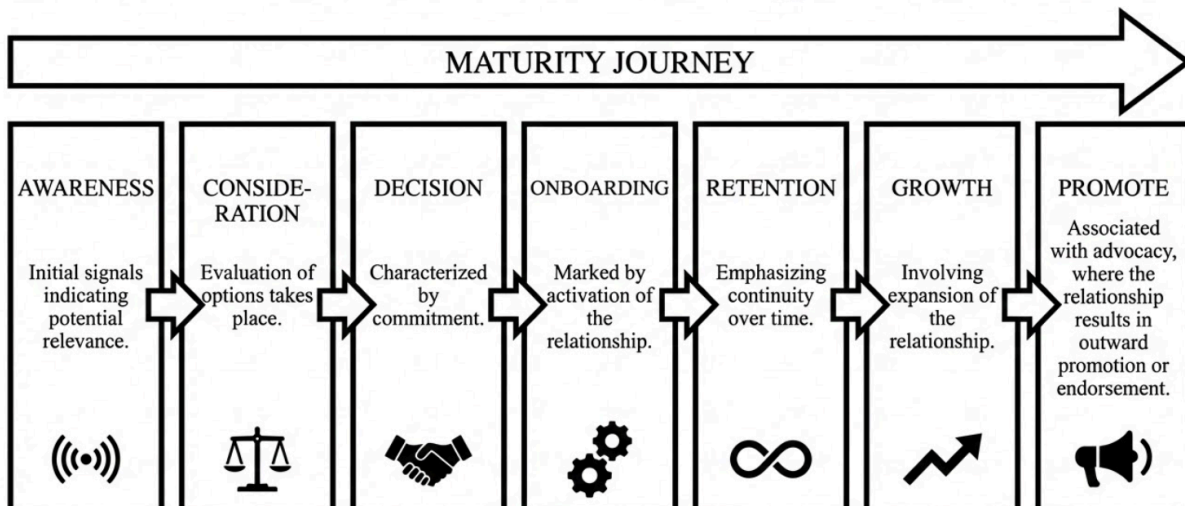 MATURITY JOURNEY
AWARENESS
Initial signals
indicating
potential
relevance.
CONSIDE-
RATION
Evaluation of
options takes
place.
DECISION
Characterized
by
commitment.
ONBOARDING
Marked by
activation of
the
relationship.
RETENTION
Emphasizing
continuity
over time.
GROWTH
Involving
expansion of
the
relationship.
PROMOTE
Associated
with advocacy,
where the
relationship
results in
outward
promotion or
endorsement.